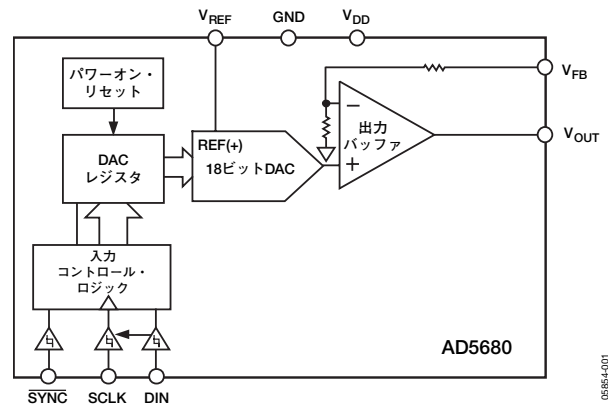 VREF
GND
VDD
パワーオン・
リセット
VFB
REF(+)
18ビットDAC
−
出力
バッファ
+
VOUT
DAC
レジスタ
入力
コントロール・
ロジック
AD5680
SYNC
SCLK
DIN
05854-001